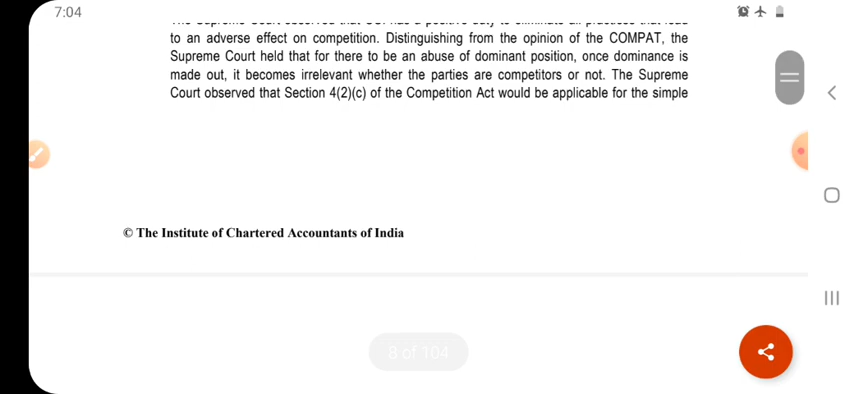 7:04
to an adverse effect on competition. Distinguishing from the opinion of the COMPAT, the
Supreme Court held that for there to be an abuse of dominant position, once dominance is
made out, it becomes irrelevant whether the parties are competitors or not. The Supreme
Court observed that Section 4(2)(c) of the Competition Act would be applicable for the simple
© The Institute of Chartered Accountants of India
3 of 104